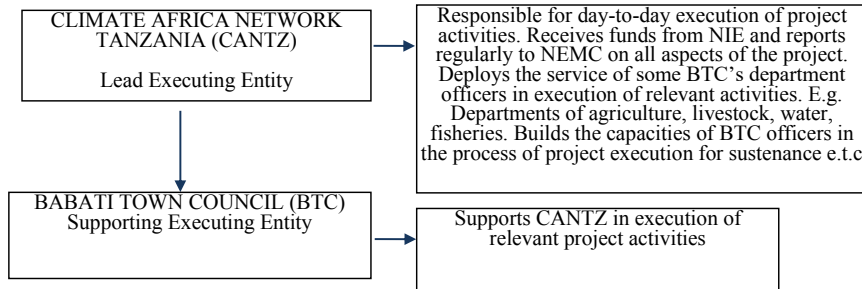 CLIMATE AFRICA NETWORK
TANZANIA (CANTZ)
Lead Executing Entity
Responsible for day-to-day execution of project
activities. Receives funds from NIE and reports
regularly to NEMC on all aspects of the project.
Deploys the service of some BTC’s department
officers in execution of relevant activities. E.g.
Departments of agriculture, livestock, water,
fisheries. Builds the capacities of BTC officers in
the process of project execution for sustenance e.t.c
BABATI TOWN COUNCIL (BTC)
Supporting Executing Entity
Supports CANTZ in execution of
relevant project activities